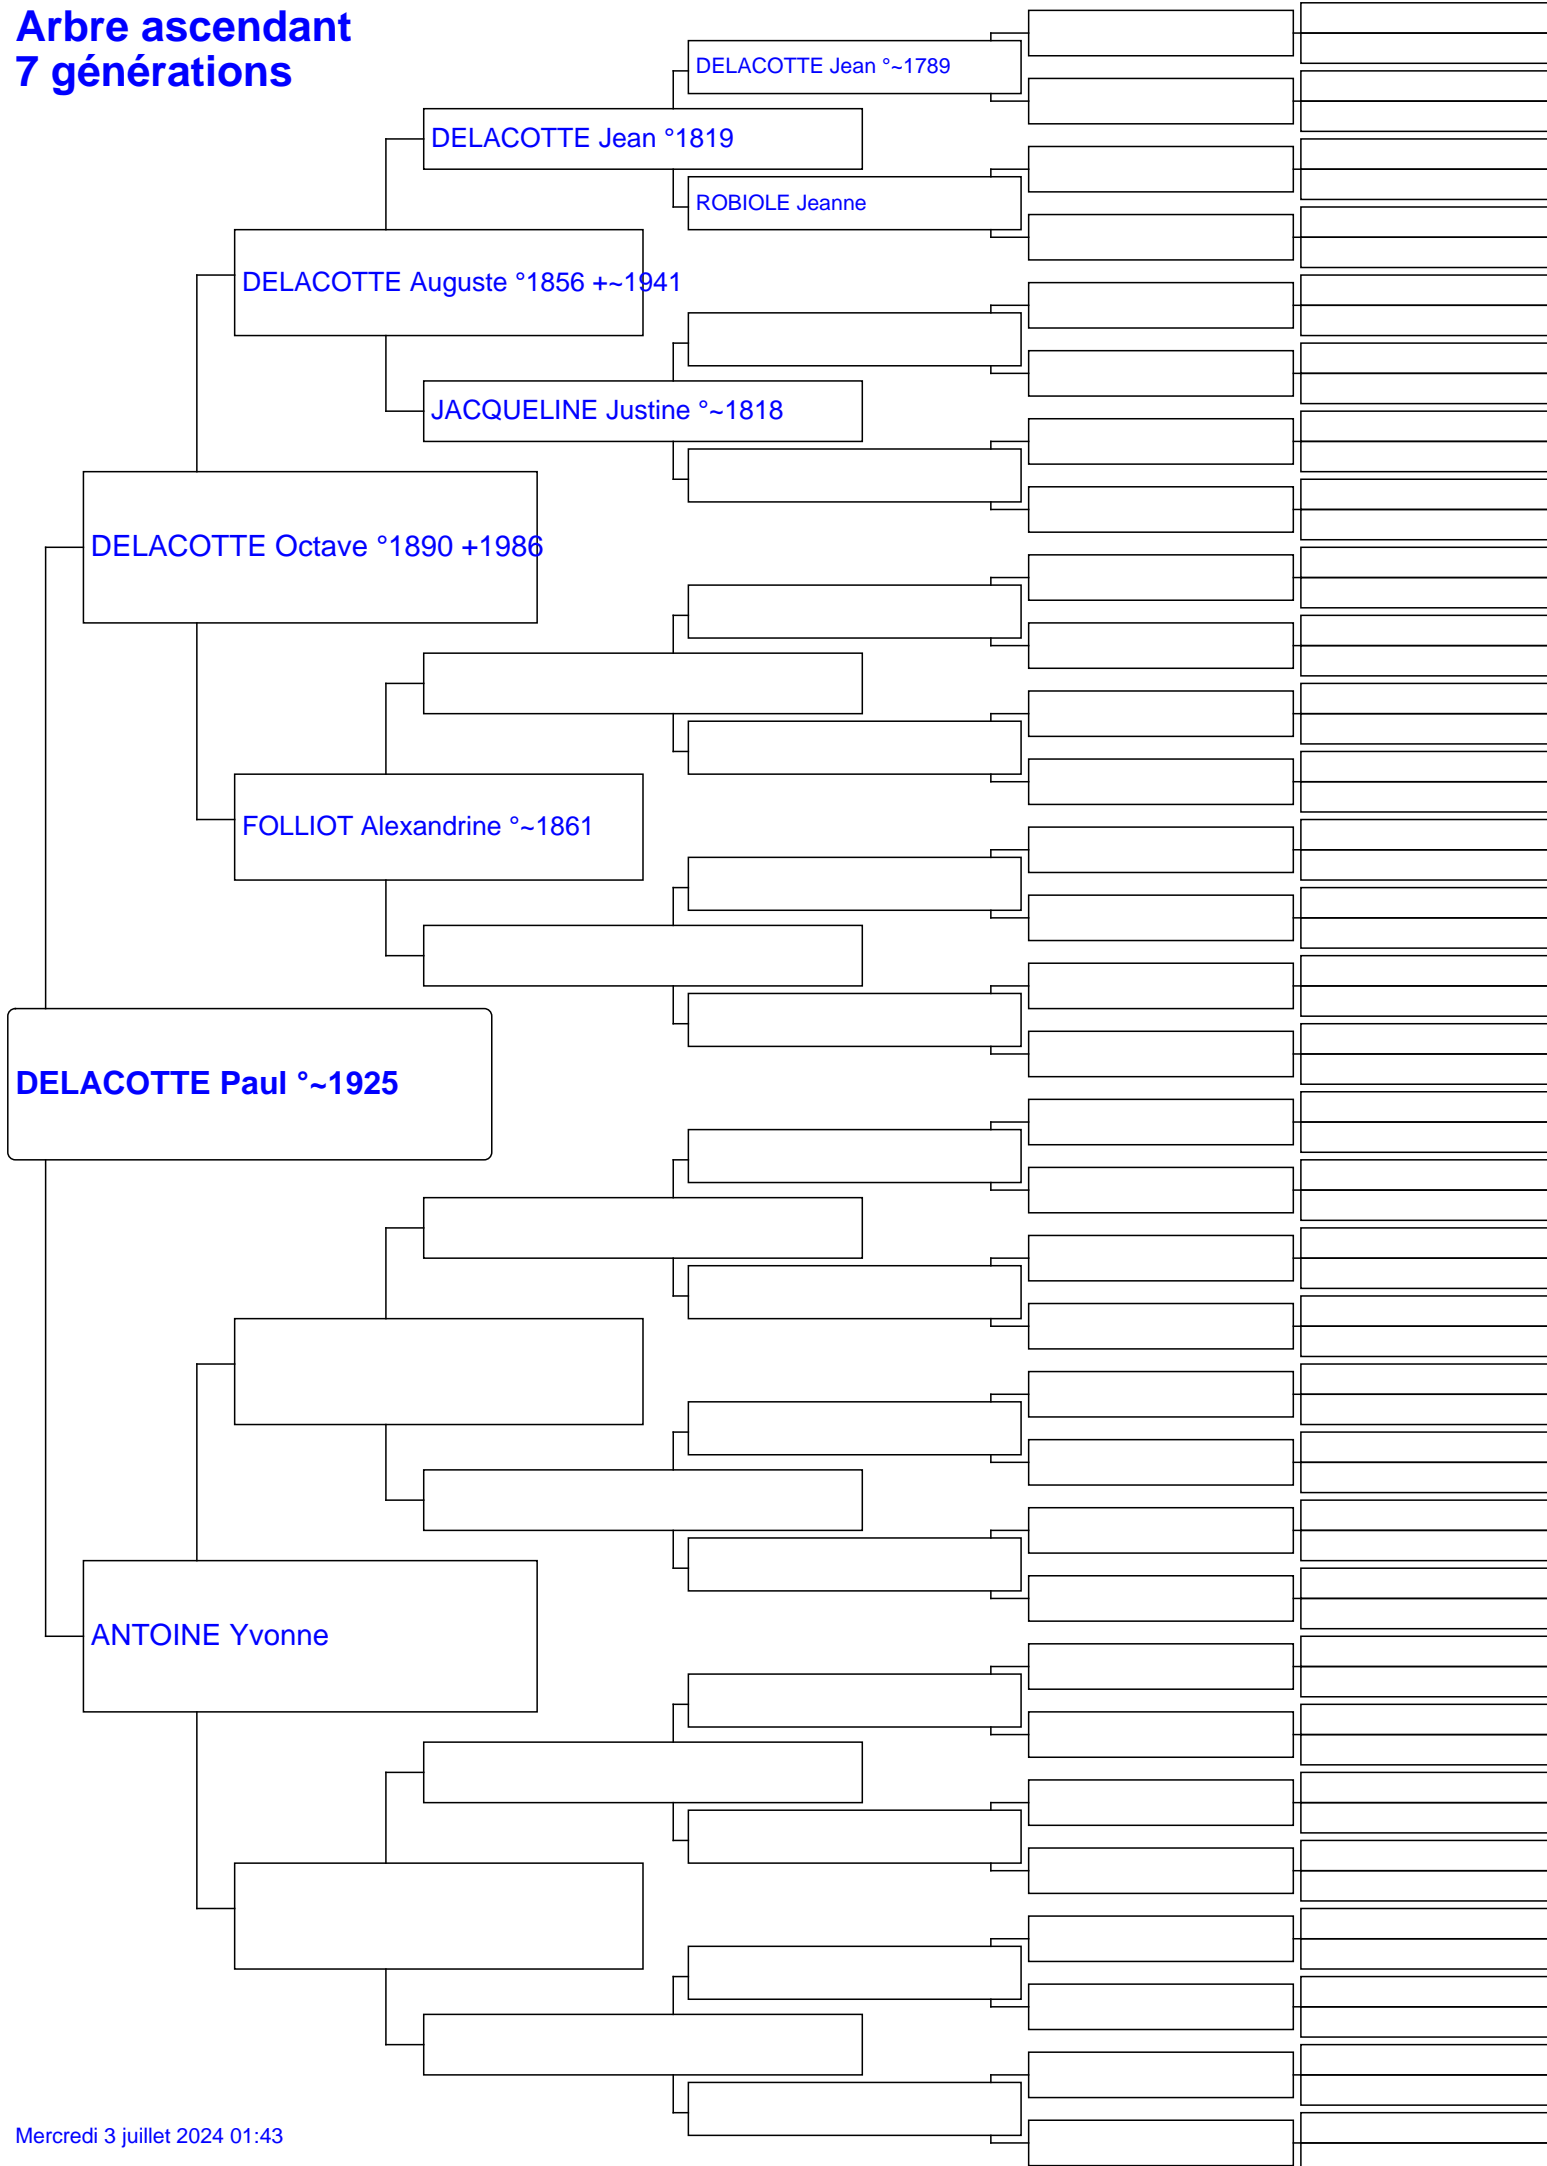 Arbre ascendant
7 générations
DELACOTTE Jean °~1789
DELACOTTE Jean °1819
ROBIOLE Jeanne
DELACOTTE Auguste °1856 +~1941
JACQUELINE Justine °~1818
DELACOTTE Octave °1890 +1986
FOLLIOT Alexandrine °~1861
DELACOTTE Paul °~1925
ANTOINE Yvonne
Mercredi 3 juillet 2024 01:43